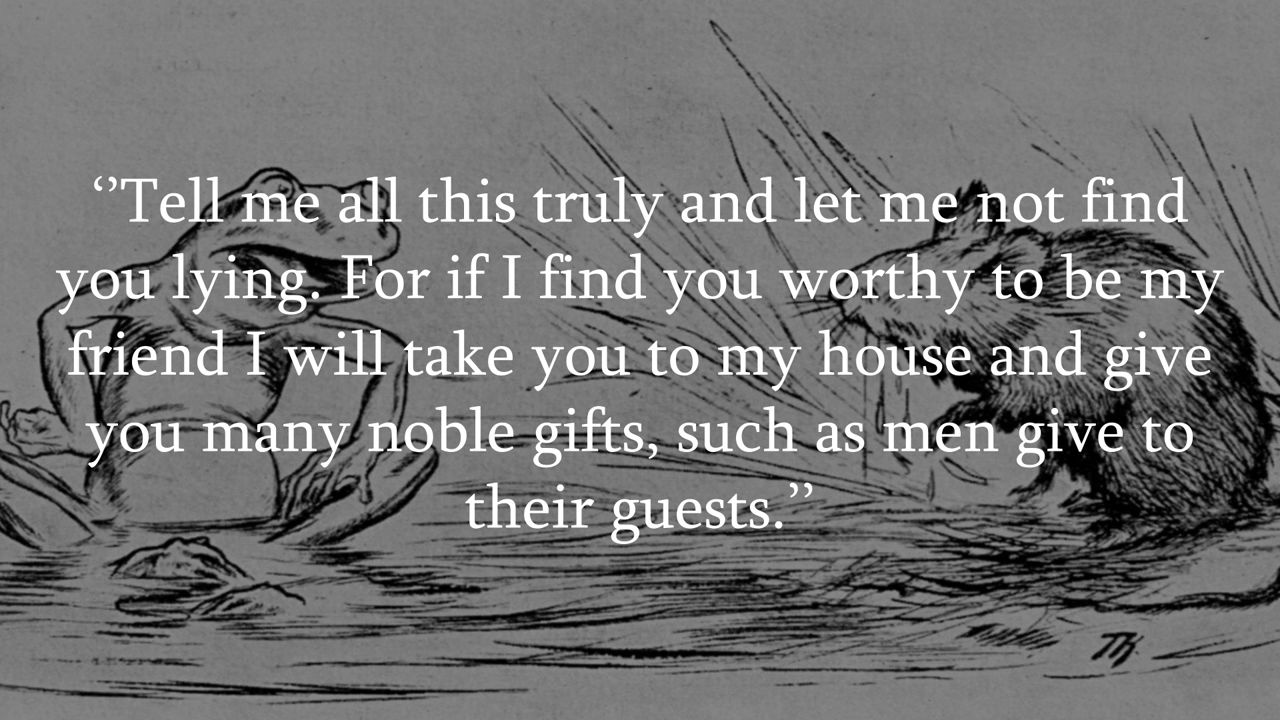 ‘’Tell me all this truly and let me not find
you lying. For if I find you worthy to be my
friend I will take you to my house and give
you many noble gifts, such as men give to
their guests.’’